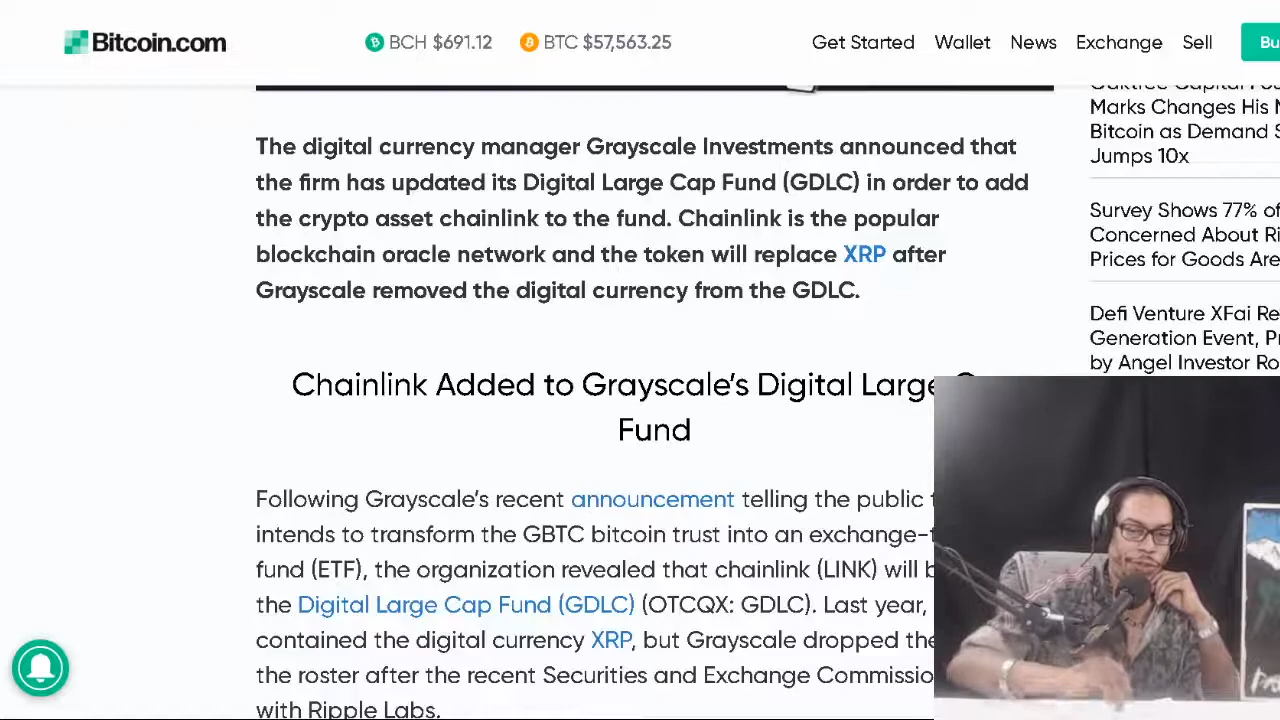 Bitcoin.com
BCH $691.12 BTC $57,563.25
Get Started Wallet News Exchange Sell
The digital currency manager Grayscale Investments announced that
the firm has updated its Digital Large Cap Fund (GDLC) in order to add
the crypto asset chainlink to the fund. Chainlink is the popular
blockchain oracle network and the token will replace XRP after
Grayscale removed the digital currency from the GDLC.
Chainlink Added to Grayscale’s Digital Large
Fund
Following Grayscale’s recent announcement telling the public
intends to transform the GBTC bitcoin trust into an exchange-
fund (ETF), the organization revealed that chainlink (LINK) will
the Digital Large Cap Fund (GDLC) (OTCQX: GDLC). Last year,
contained the digital currency XRP, but Grayscale dropped
the roster after the recent Securities and Exchange
with Ripple Labs.
Marks Changes His
Bitcoin as Demand
Jumps 10x
Survey Shows 77% of
Concerned About
Prices for Goods Are
Defi Venture XFai
Generation Event,
by Angel Investor